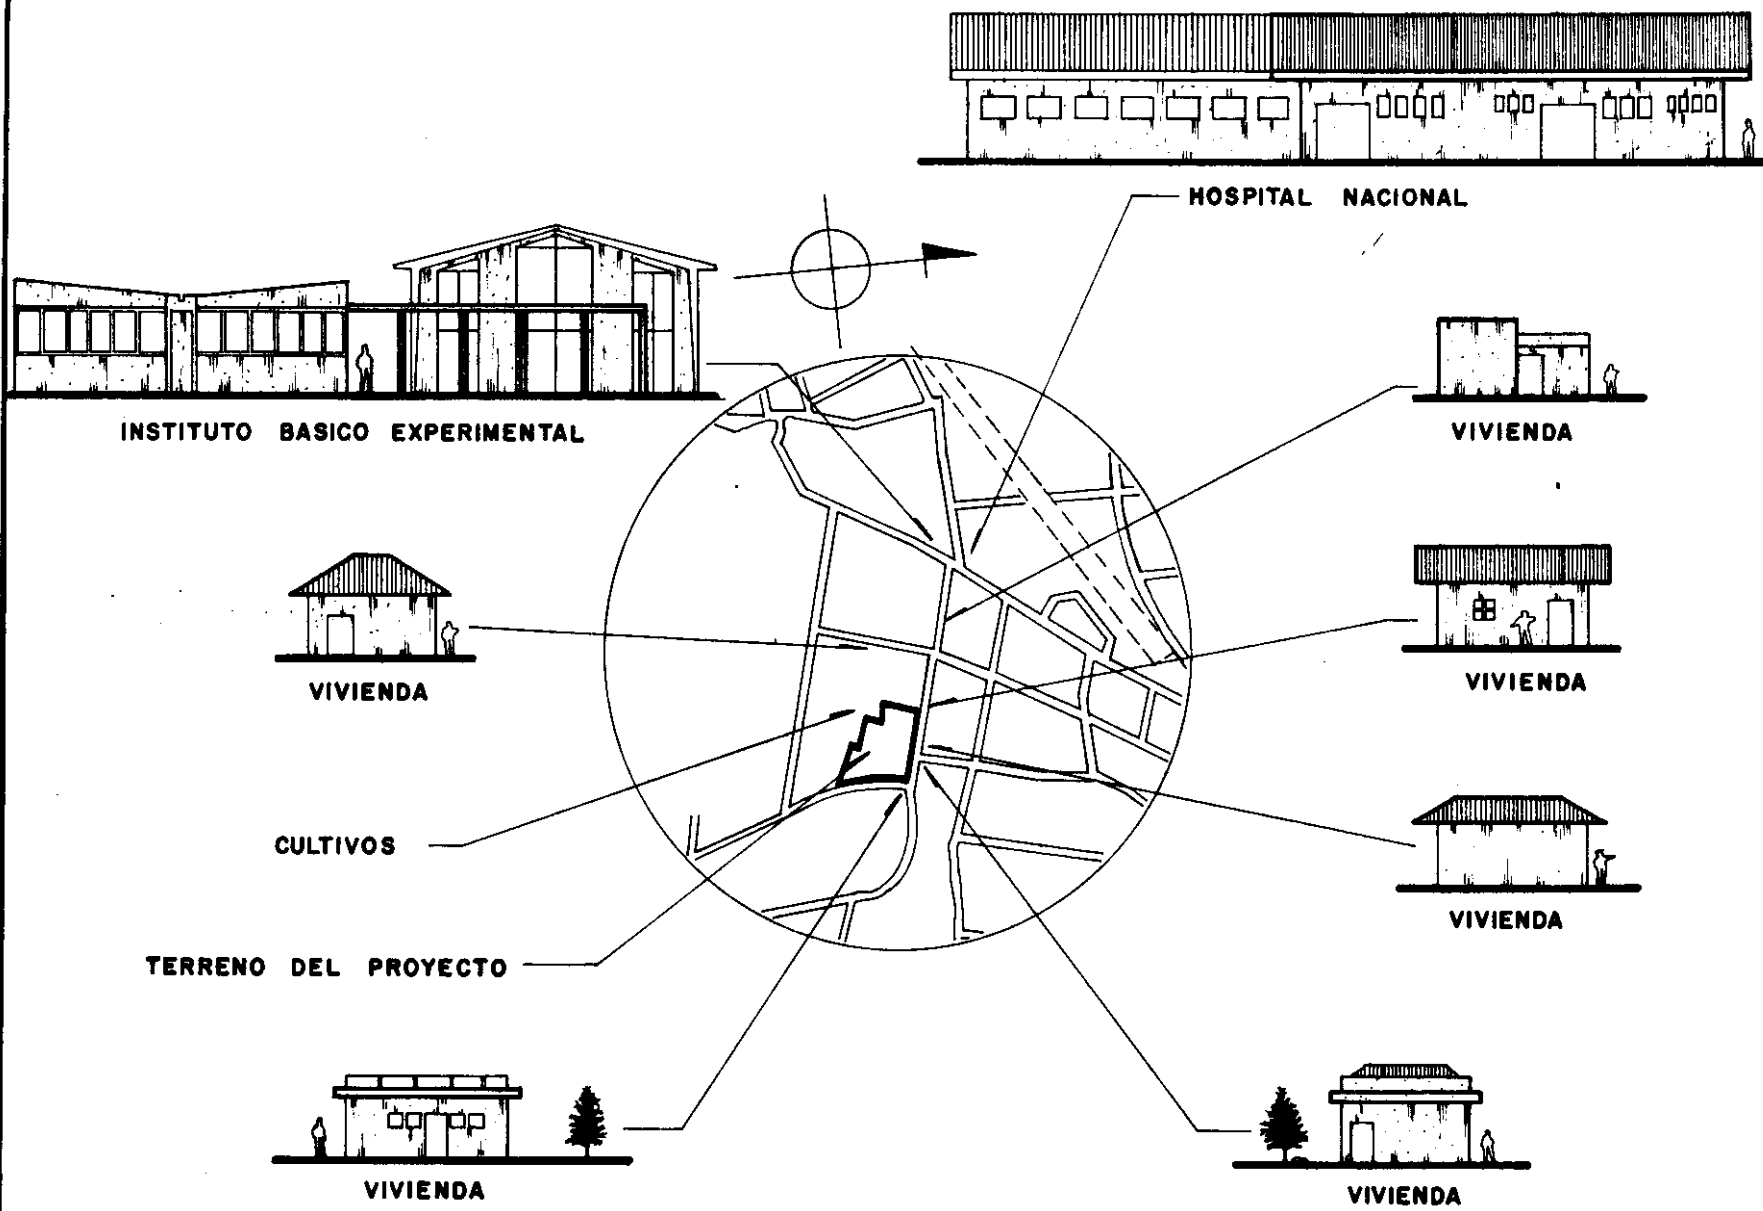 HOSPITAL NACIONAL
INSTITUTO BASICO EXPERIMENTAL
VIVIENDA
VIVIENDA
VIVIENDA
CULTIVOS
VIVIENDA
TERRENO DEL PROYECTO
VIVIENDA
VIVIENDA